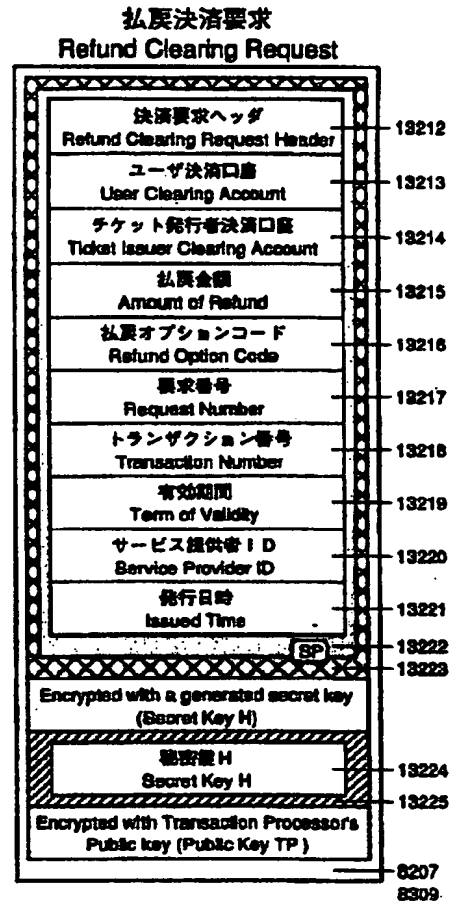 払戻決済要求
Refund Clearing Request
決済要求ヘッダ
Refund Clearing Request Header
13212
ユーザ決済口座
User Clearing Account
13213
チケット発行者決済口座
Ticket Issuer Clearing Account
13214
払戻金額
Amount of Refund
13215
払戻オプションコード
Refund Option Code
13216
要求番号
Request Number
13217
トランザクション番号
Transaction Number
13218
有効期間
Term of Validity
13219
サービス提供者ID
Service Provider ID
13220
発行日時
Issued Time
13221
SP
13222
13223
Encrypted with a generated secret key
(Secret Key H)
秘密鍵H
Secret Key H
13224
13225
Encrypted with Transaction Processor's
Public key (Public Key TP)
8207
8309